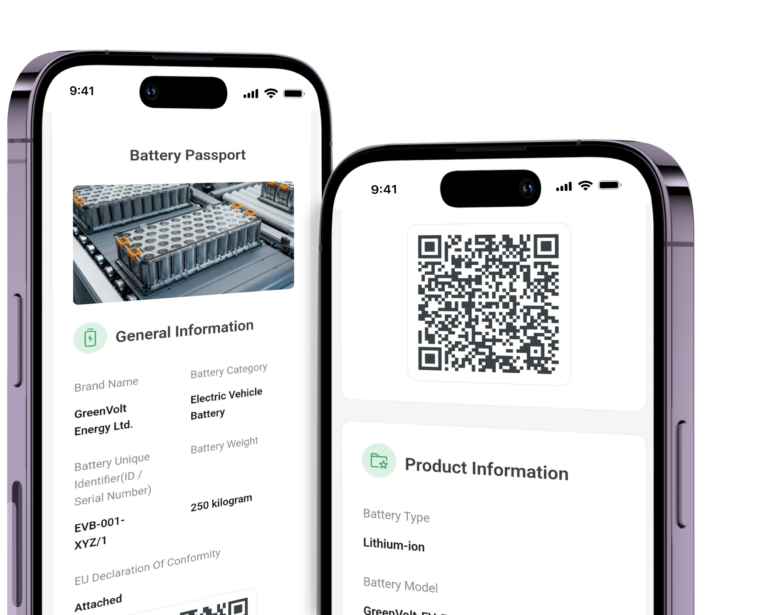 9:41
Battery Passport
General Information
Brand Name
Battery Category
GreenVolt
Energy Ltd.
Electric Vehicle
Battery
Battery Unique
Identifier(ID /
Serial Number)
Battery Weight
EVB-001-
XYZ/1
250 kilogram
EU Declaration Of Conformity
Attached
9:41
Product Information
Battery Type
Lithium-ion
Battery Model